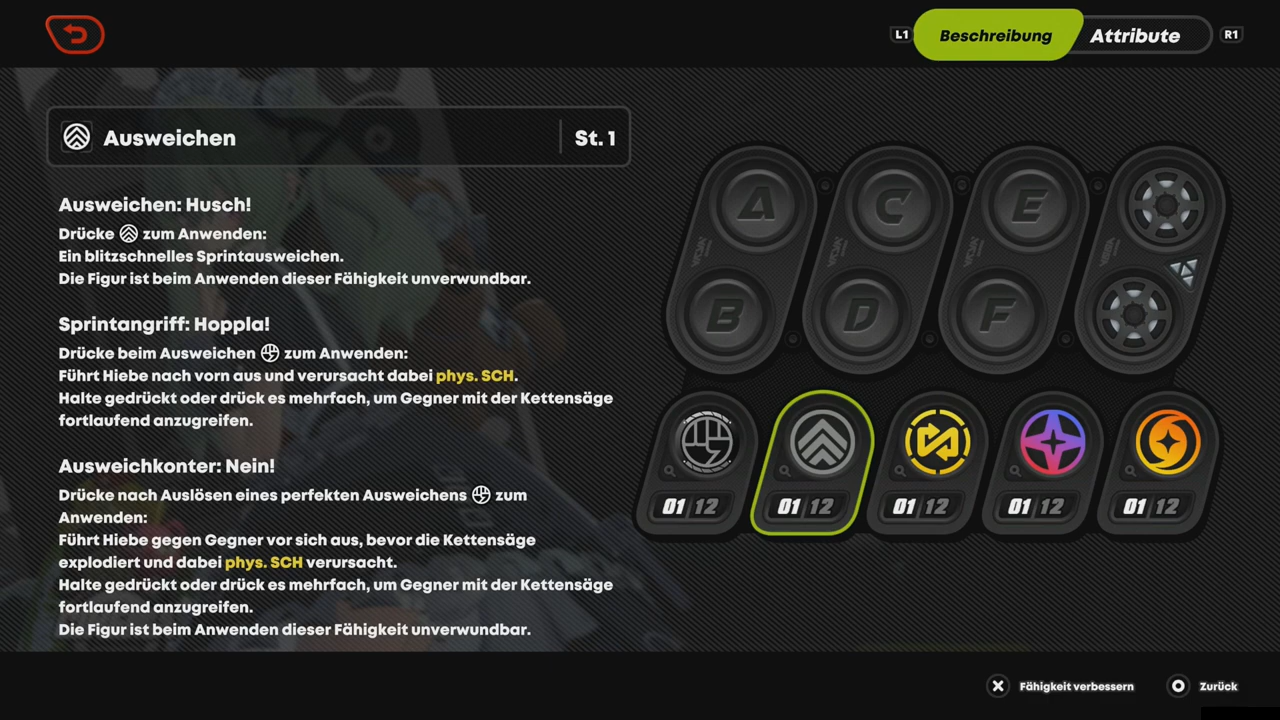 L1
Beschreibung
Attribute
R1
Ausweichen
St. 1
Ausweichen: Husch!
Drücke zum Anwenden:
Ein blitzschnelles Sprintausweichen.
Die Figur ist beim Anwenden dieser Fähigkeit unverwundbar.
Sprintangriff: Hoppla!
Drücke beim Ausweichen zum Anwenden:
Führt Hiebe nach vorn aus und verursacht dabei phys. SCH.
Halte gedrückt oder drück es mehrfach, um Gegner mit der Kettensäge
fortlaufend anzugreifen.
Ausweichkonter: Nein!
Drücke nach Auslösen eines perfekten Ausweichens zum
Anwenden:
Führt Hiebe gegen Gegner vor sich aus, bevor die Kettensäge
explodiert und dabei phys. SCH verursacht.
Halte gedrückt oder drück es mehrfach, um Gegner mit der Kettensäge
fortlaufend anzugreifen.
Die Figur ist beim Anwenden dieser Fähigkeit unverwundbar.
A
C
E
B
D
F
01/12
01/12
01/12
01/12
01/12
Fähigkeit verbessern
Zurück